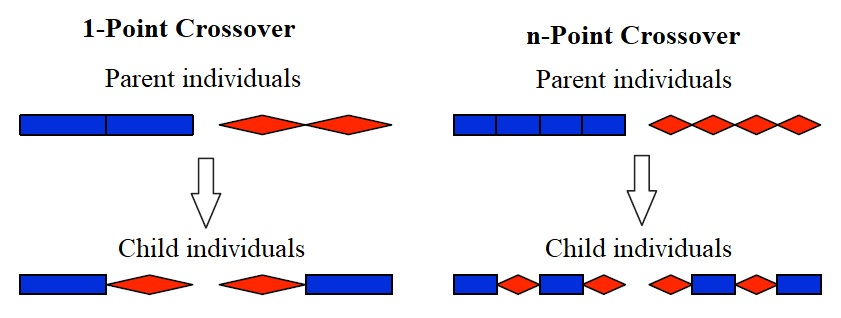 1-Point Crossover
Parent individuals
Child individuals
n-Point Crossover
Parent individuals
Child individuals